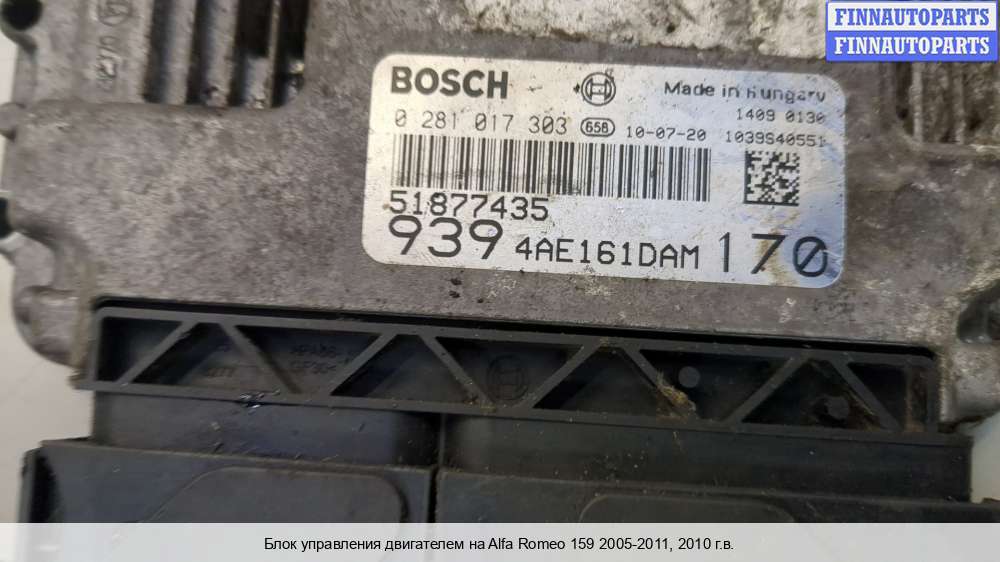 FINNAUTOPARTS
FINNAUTOPARTS
BOSCH
Made in Hungary
1409 0130
0 281 017 303 658 10-07-20 1039S40551
51877435
939 4AE161DAM 170
Блок управления двигателем на Alfa Romeo 159 2005-2011, 2010 г.в.